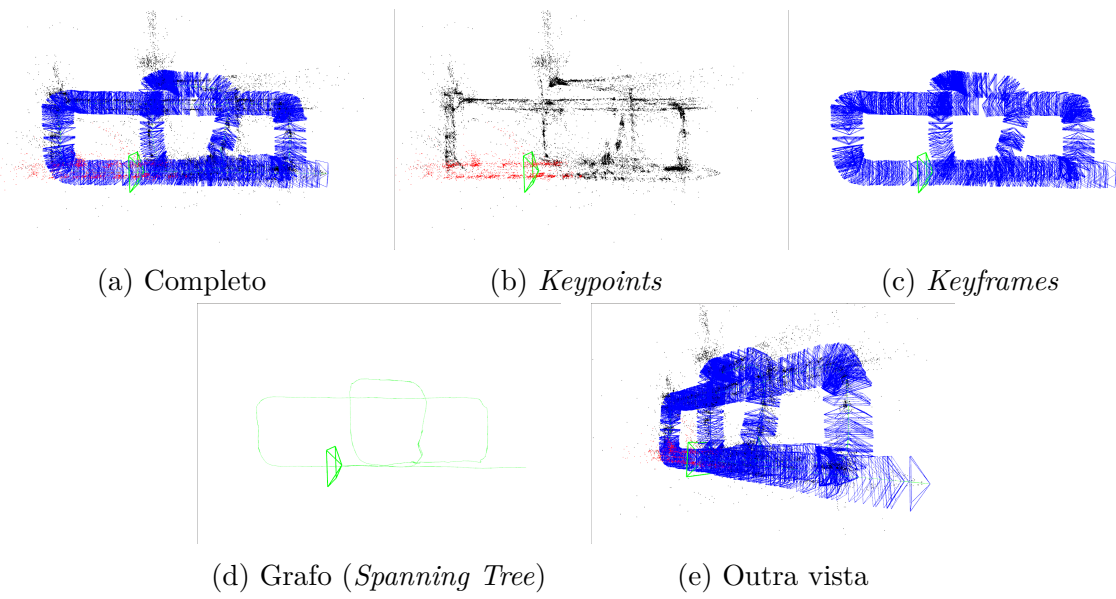 (a) Completo
(b) Keypoints
(c) Keyframes
(d) Grafo (Spanning Tree)
(e) Outra vista